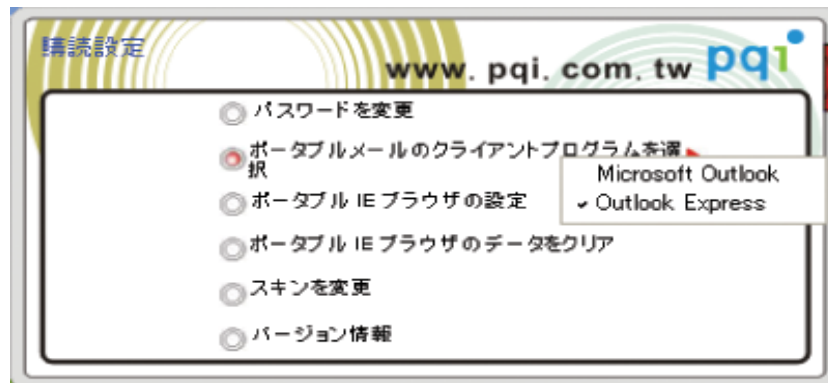 購読設定
www. pqi. com. tw pqi
パスワードを変更
ポータブルメールのクライアントプログラムを選
択
Microsoft Outlook
✓ Outlook Express
ポータブル IE ブラウザの設定
ポータブル IE ブラウザのデータをクリア
スキンを変更
バージョン情報